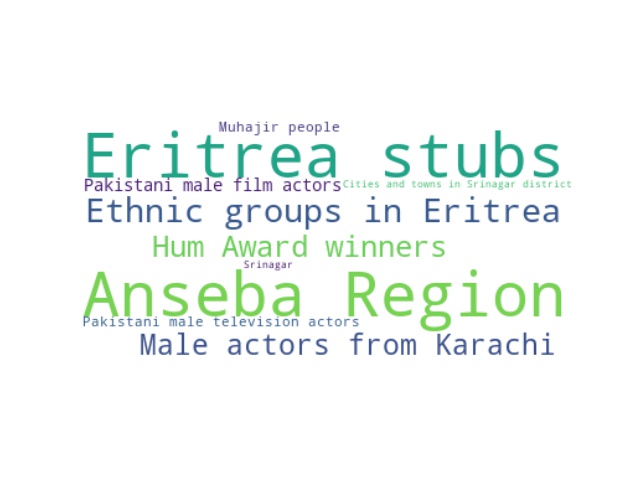 Muhajir people
Eritrea stubs
Pakistani male film actors
Cities and towns in Srinagar district
Ethnic groups in Eritrea
Hum Award winners
Srinagar
Anseba Region
Pakistani male television actors
Male actors from Karachi